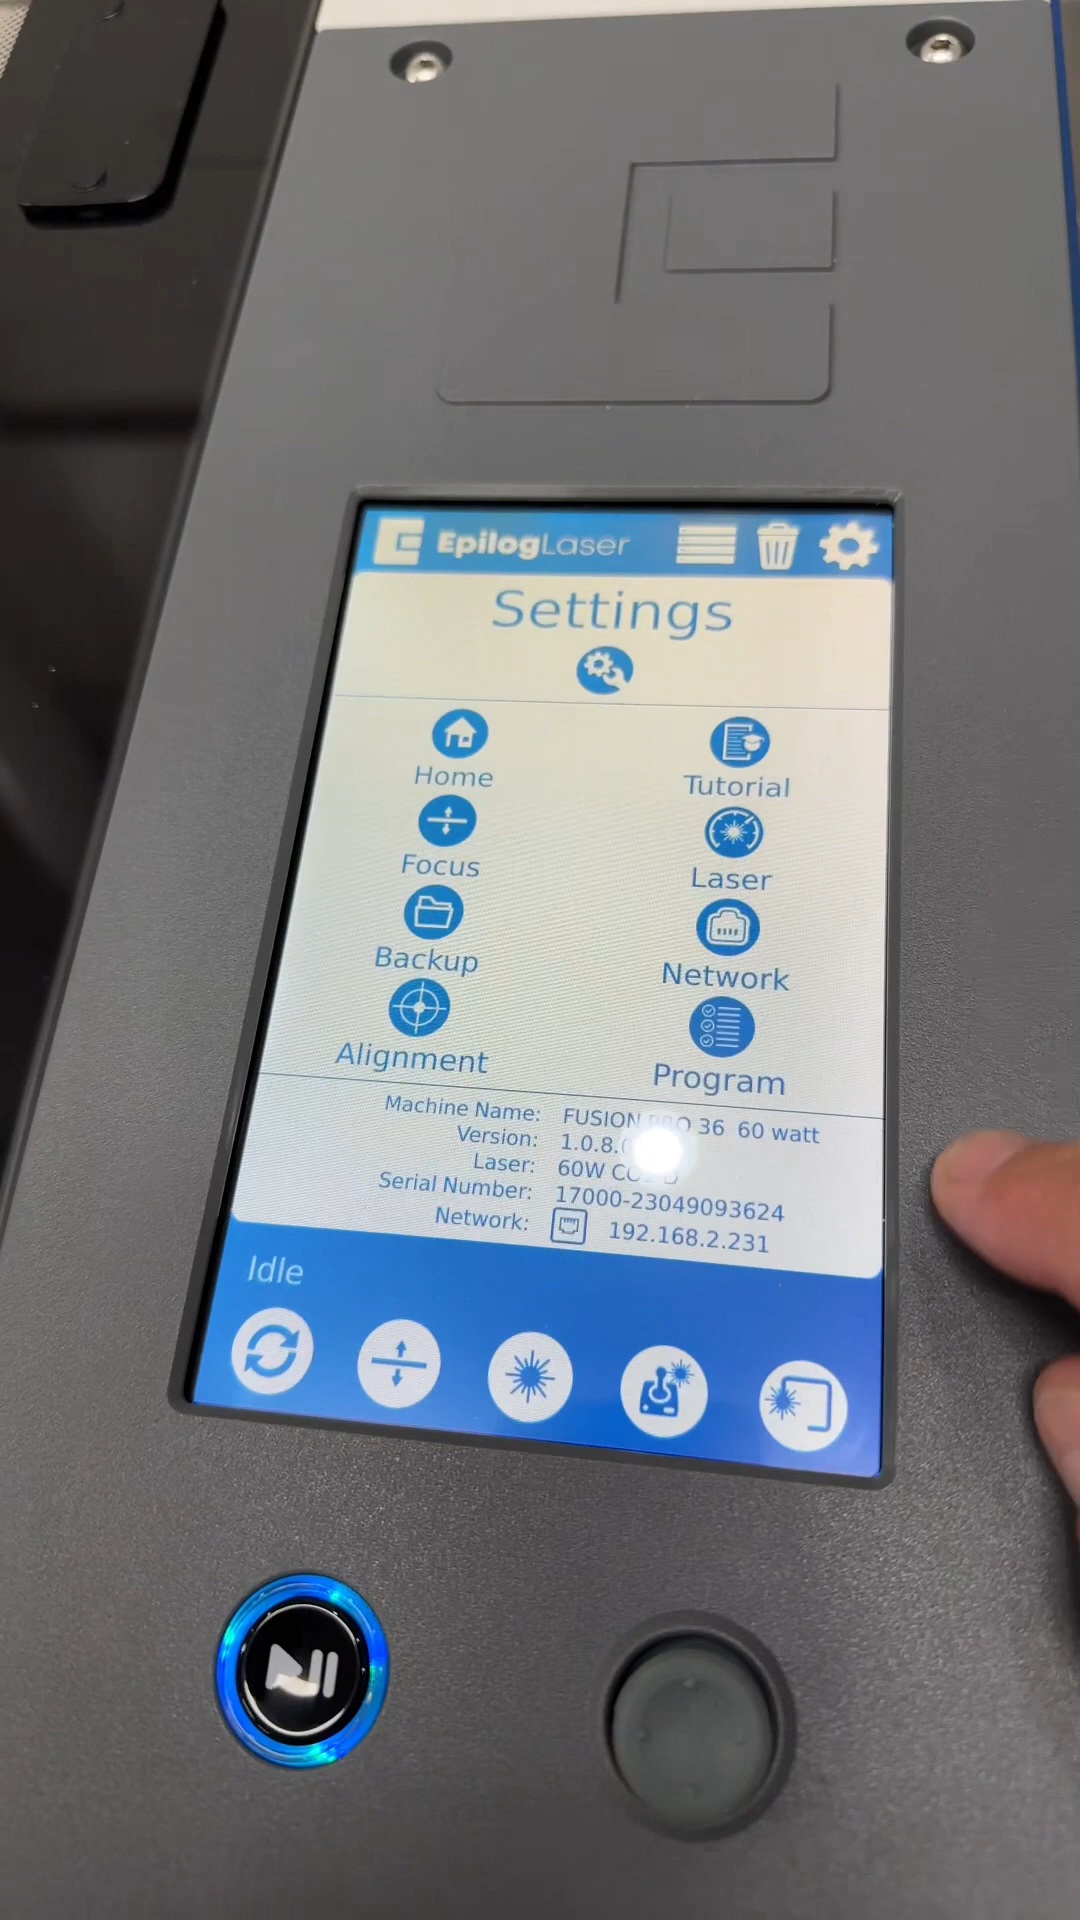 EpilogLaser
Settings
Home
Tutorial
Focus
Laser
Backup
Network
Alignment
Program
Machine Name: FUSION PRO 36 60 watt
Version: 1.0.8.
Laser: 60W
Serial Number: 17000-23049093624
Network: 192.168.2.231
Idle